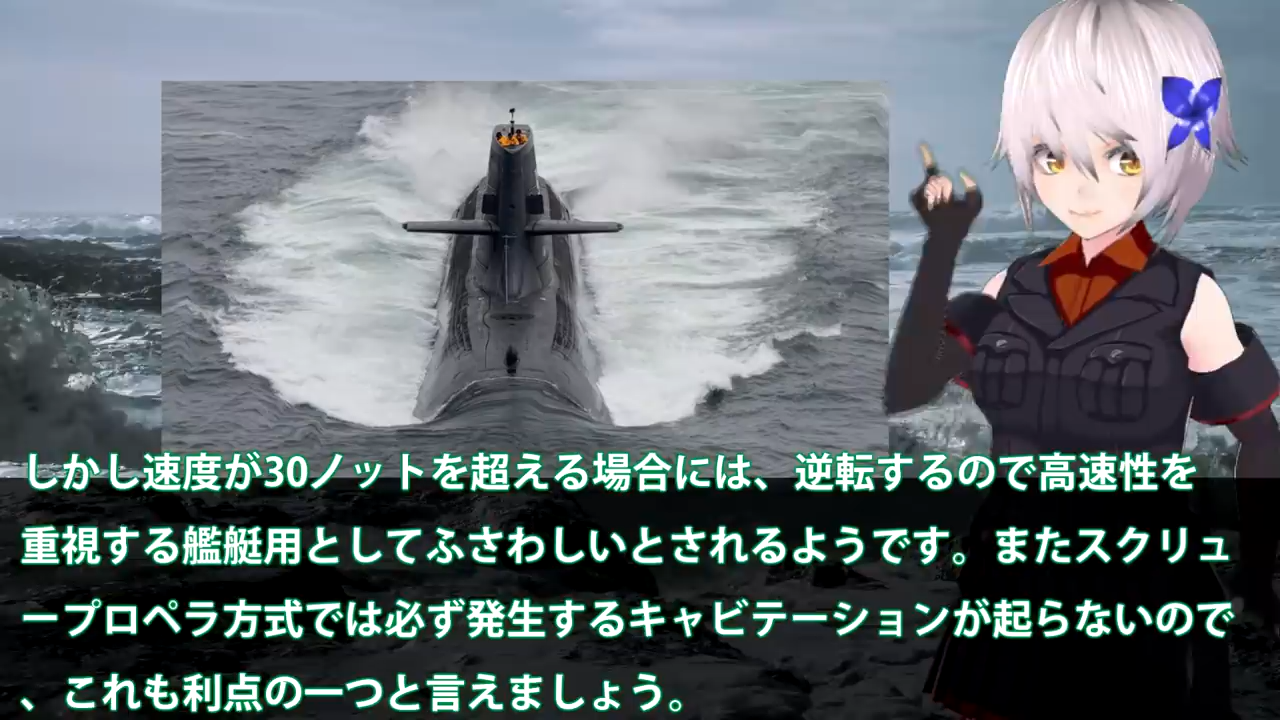 しかし速度が30ノットを超える場合には、逆転するので高速性を
重視する艦艇用としてふさわしいとされるようです。またスクリュ
ープロペラ方式では必ず発生するキャビテーションが起らないので
、これも利点の一つと言えましょう。